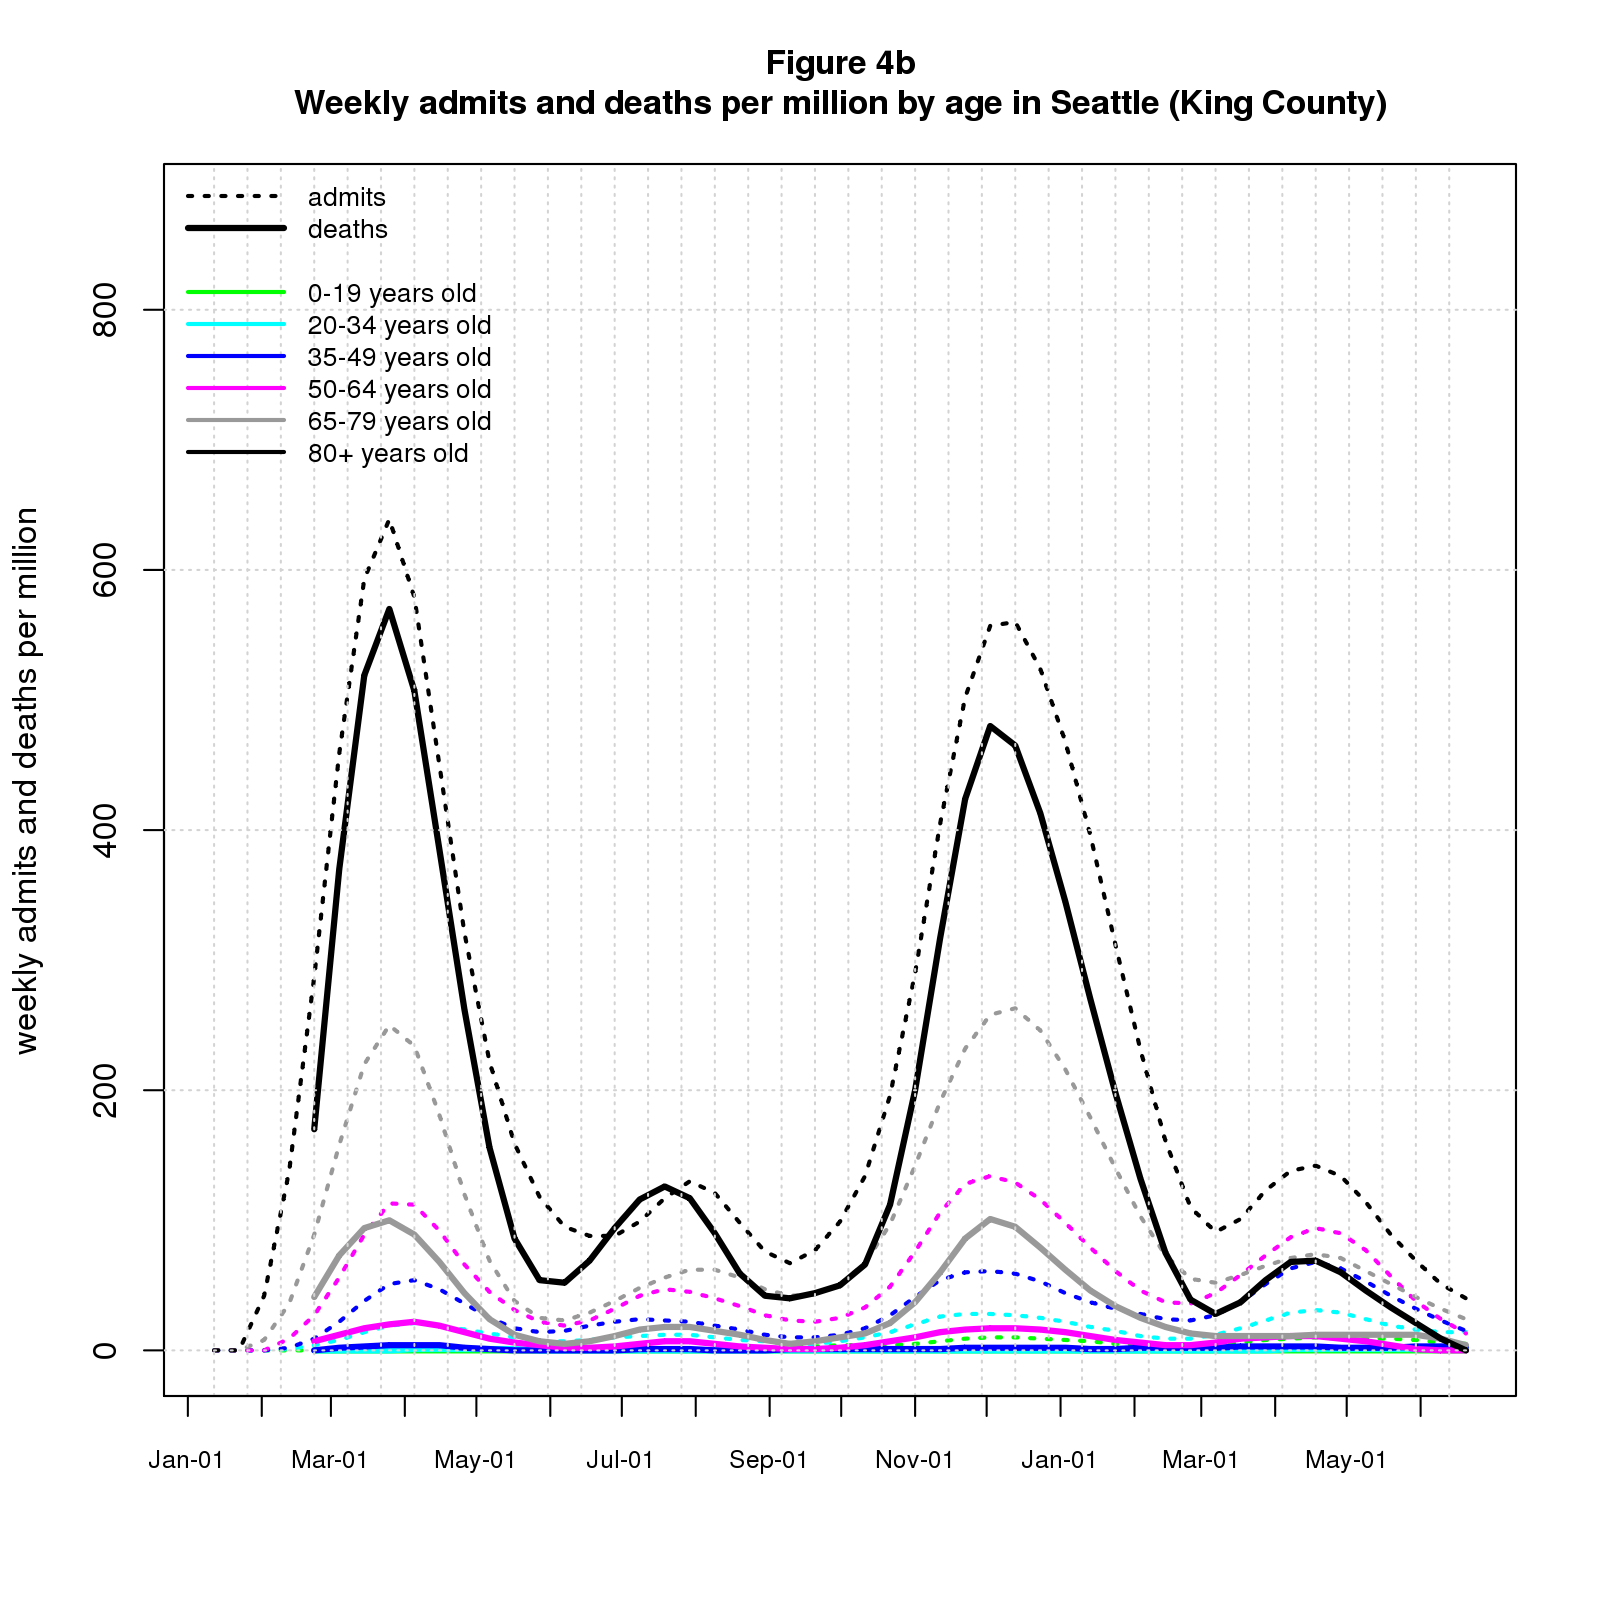 Figure 4b
Weekly admits and deaths per million by age in Seattle (King County)
admits
deaths
0-19 years old
20-34 years old
35-49 years old
50-64 years old
65-79 years old
80+ years old
weekly admits and deaths per million
800
600
400
200
0
Jan-01 Mar-01 May-01 Jul-01 Sep-01 Nov-01 Jan-01 Mar-01 May-01